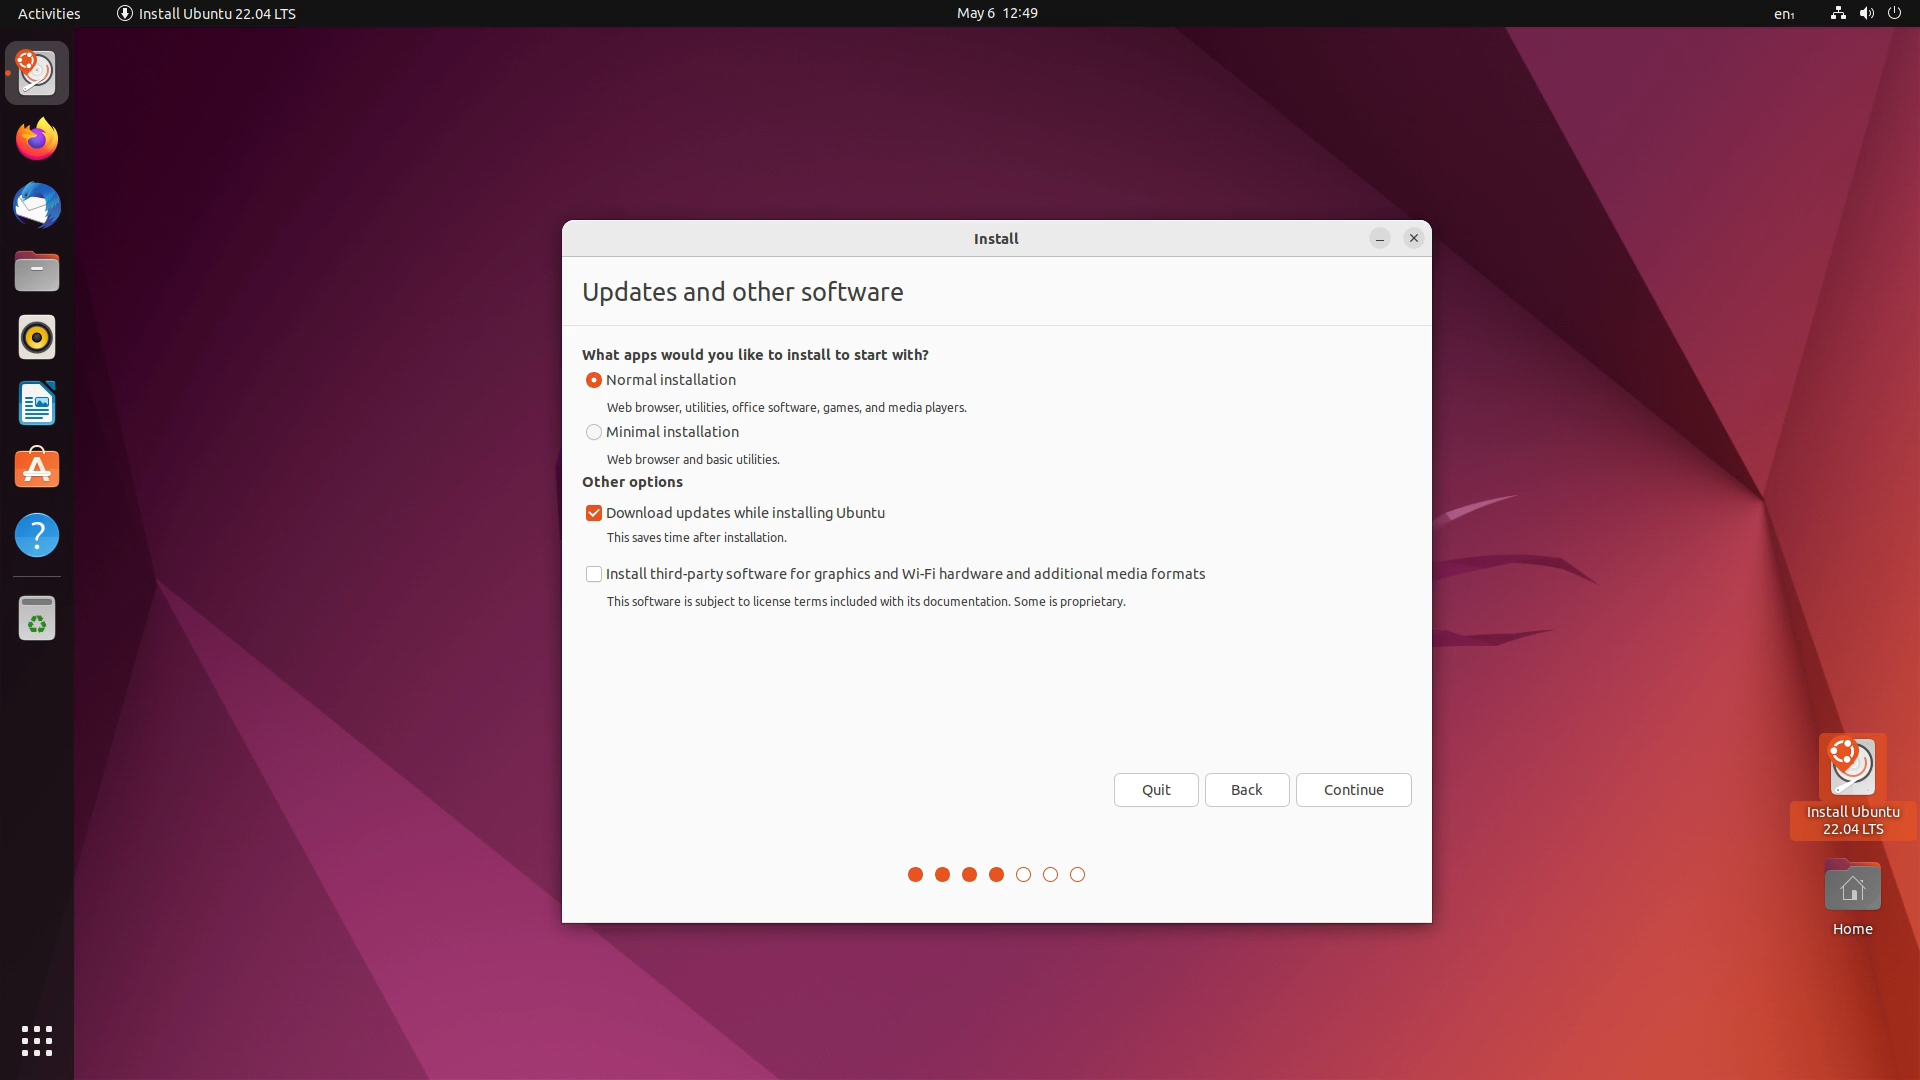 Activities
Install Ubuntu 22.04 LTS
May 6 12:49
en₁
Install
Updates and other software
What apps would you like to install to start with?
Normal installation
Web browser, utilities, office software, games, and media players.
Minimal installation
Web browser and basic utilities.
Other options
Download updates while installing Ubuntu
This saves time after installation.
Install third-party software for graphics and Wi-Fi hardware and additional media formats
This software is subject to license terms included with its documentation. Some is proprietary.
Quit
Back
Continue
Install Ubuntu
22.04 LTS
Home